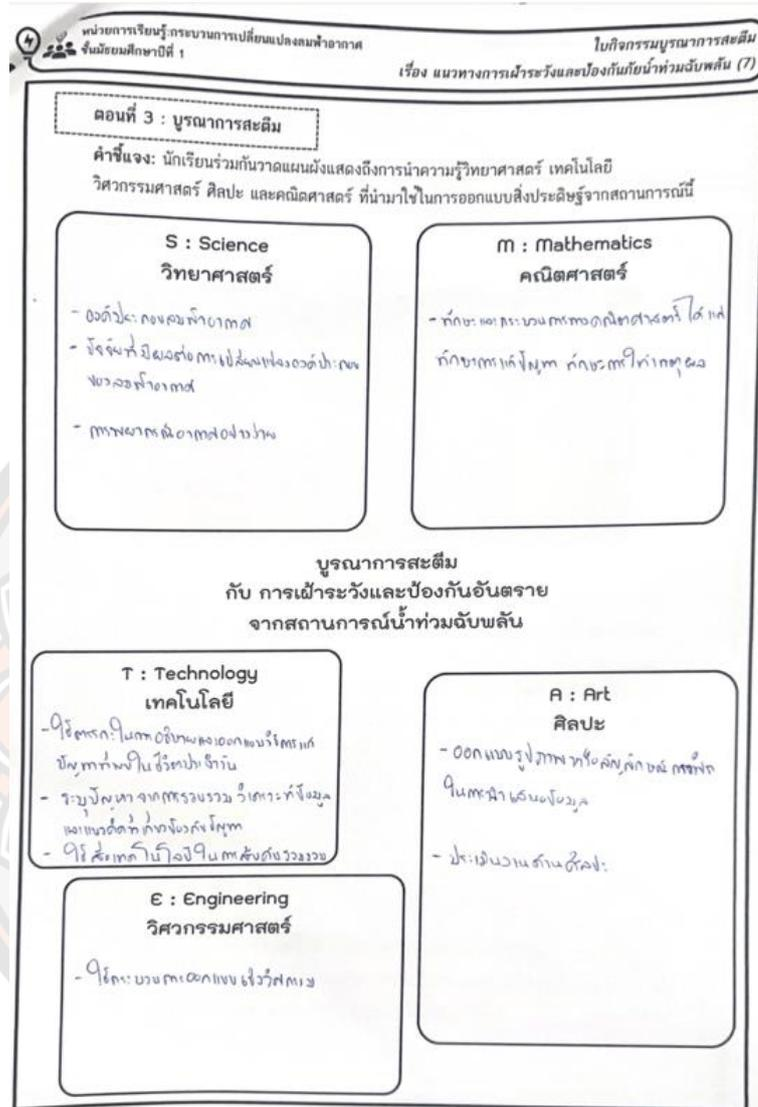 หน่วยการเรียนรู้:กระบวนการเปลี่ยนแปลงลมฟ้าอากาศ
ชั้นมัธยมศึกษาปีที่ 1
ใบกิจกรรมบูรณาการสะตีม
เรื่อง แนวทางการเฝ้าระวังและป้องกันภัยน้ำท่วมฉับพลัน (7)
ตอนที่ 3 : บูรณาการสะตีม
คำชี้แจง: นักเรียนร่วมกันวาดแผนผังแสดงถึงการนำความรู้วิทยาศาสตร์ เทคโนโลยี
วิศวกรรมศาสตร์ ศิลปะ และคณิตศาสตร์ ที่นำมาใช้ในการออกแบบสิ่งประดิษฐ์จากสถานการณ์นี้
S : Science
วิทยาศาสตร์
- องค์ประกอบลมฟ้าอากาศ
- ปัจจัยที่มีผลต่อการเปลี่ยนแปลงองค์ประกอบ
ของลมฟ้าอากาศ
- การพยากรณ์อากาศอย่างง่าย
M : Mathematics
คณิตศาสตร์
- ทักษะและกระบวนการทางคณิตศาสตร์ ได้แก่
ทักษะการแก้ปัญหา ทักษะการให้เหตุผล
บูรณาการสะตีม
กับ การเฝ้าระวังและป้องกันอันตราย
จากสถานการณ์น้ำท่วมฉับพลัน
T : Technology
เทคโนโลยี
- ใช้ตรรกะในการอธิบายและออกแบบวิธีการแก้
ปัญหาที่พบในชีวิตประจำวัน
- ระบุปัญหา จากการรวบรวม วิเคราะห์ข้อมูล
และแนวคิดที่เกี่ยวข้องกับปัญหา
- ใช้สื่อเทคโนโลยีในการสืบค้นรวบรวม
A : Art
ศิลปะ
- ออกแบบรูปภาพ หรือสัญลักษณ์
ในการนำเสนอข้อมูล
- ประเมินงานด้านศิลปะ
E : Engineering
วิศวกรรมศาสตร์
- ใช้กระบวนการออกแบบเชิงวิศวกรรม